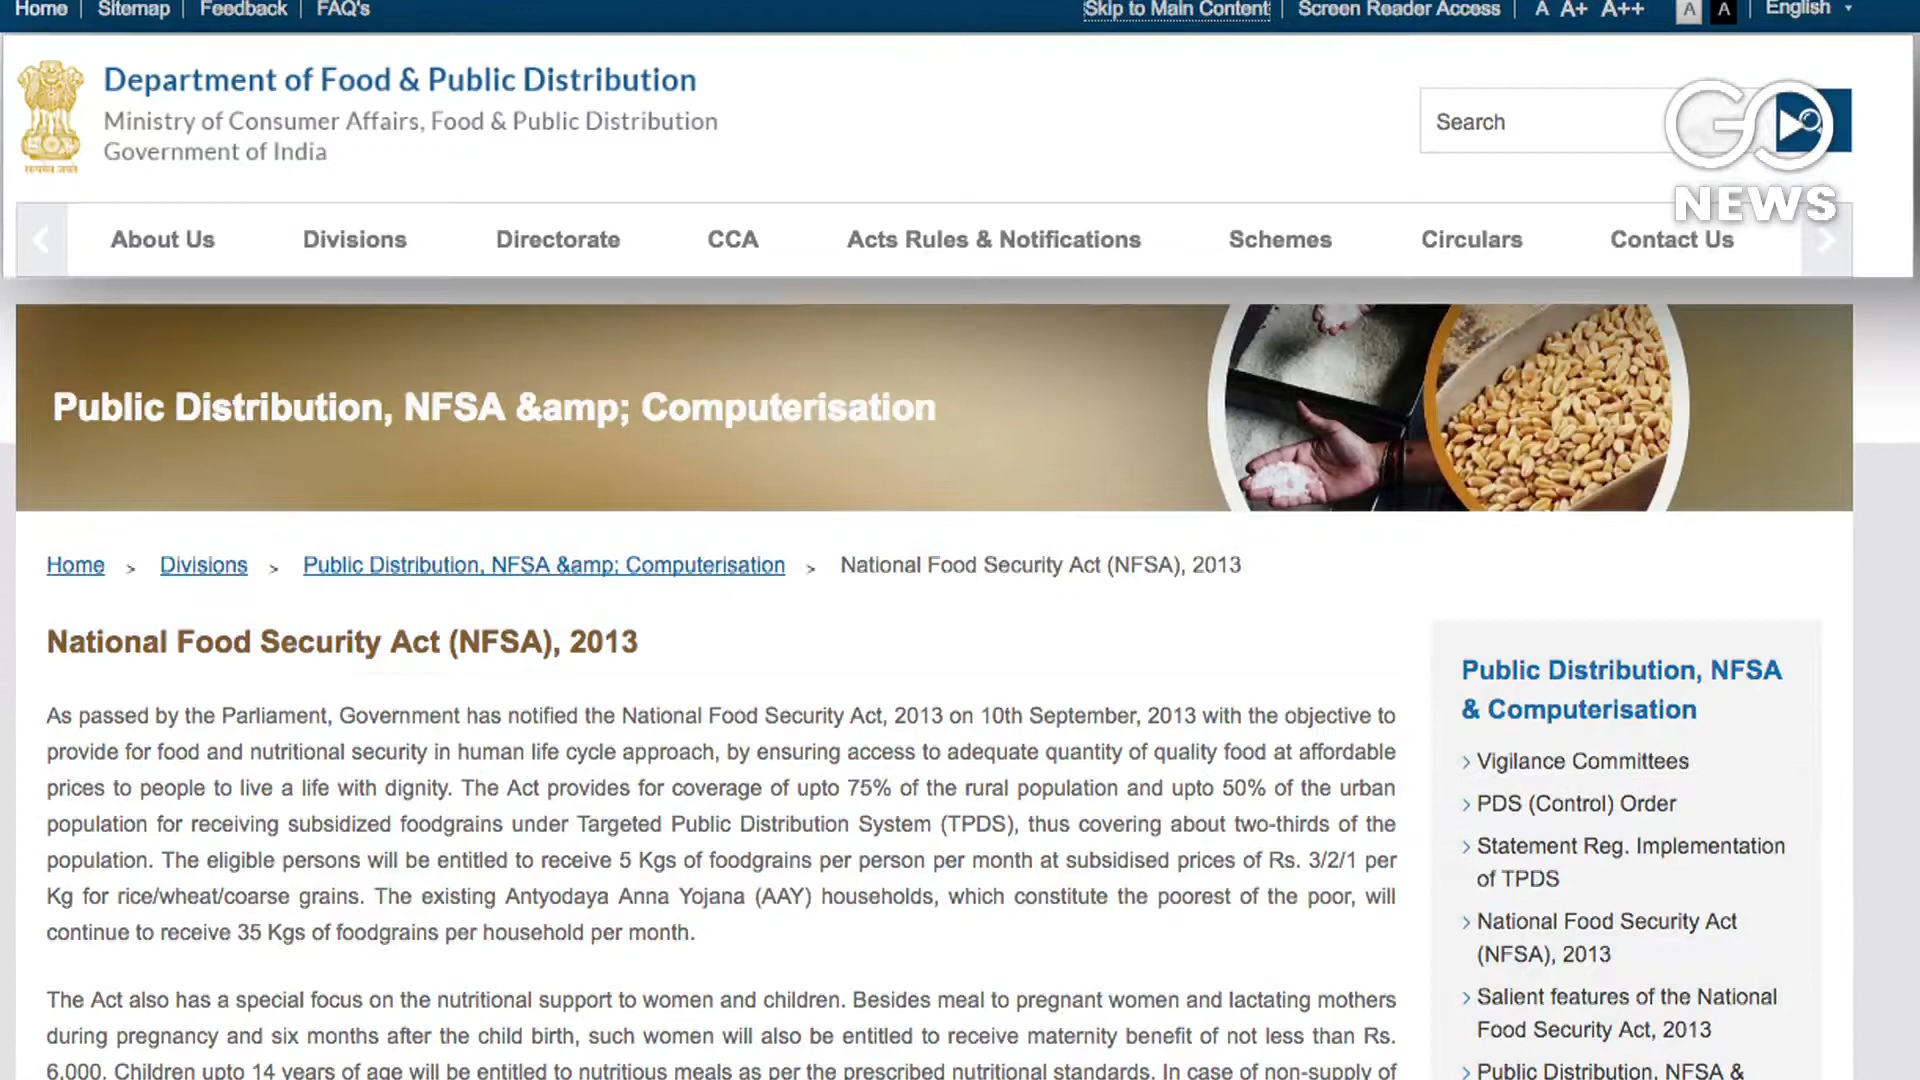 Home | Sitemap | Feedback | FAQ's
Skip to Main Content | Screen Reader Access | A A+ A++ A A | English
Department of Food & Public Distribution
Ministry of Consumer Affairs, Food & Public Distribution
Government of India
सत्यमेव जयते
Search
GO
NEWS
About Us Divisions Directorate CCA Acts Rules & Notifications Schemes Circulars Contact Us
Public Distribution, NFSA &amp; Computerisation
Home > Divisions > Public Distribution, NFSA &amp; Computerisation > National Food Security Act (NFSA), 2013
National Food Security Act (NFSA), 2013
As passed by the Parliament, Government has notified the National Food Security Act, 2013 on 10th September, 2013 with the objective to
provide for food and nutritional security in human life cycle approach, by ensuring access to adequate quantity of quality food at affordable
prices to people to live a life with dignity. The Act provides for coverage of upto 75% of the rural population and upto 50% of the urban
population for receiving subsidized foodgrains under Targeted Public Distribution System (TPDS), thus covering about two-thirds of the
population. The eligible persons will be entitled to receive 5 Kgs of foodgrains per person per month at subsidised prices of Rs. 3/2/1 per
Kg for rice/wheat/coarse grains. The existing Antyodaya Anna Yojana (AAY) households, which constitute the poorest of the poor, will
continue to receive 35 Kgs of foodgrains per household per month.
The Act also has a special focus on the nutritional support to women and children. Besides meal to pregnant women and lactating mothers
during pregnancy and six months after the child birth, such women will also be entitled to receive maternity benefit of not less than Rs.
6,000. Children upto 14 years of age will be entitled to nutritious meals as per the prescribed nutritional standards. In case of non-supply of
Public Distribution, NFSA
& Computerisation
> Vigilance Committees
> PDS (Control) Order
> Statement Reg. Implementation
of TPDS
> National Food Security Act
(NFSA), 2013
> Salient features of the National
Food Security Act, 2013
> Public Distribution, NFSA &